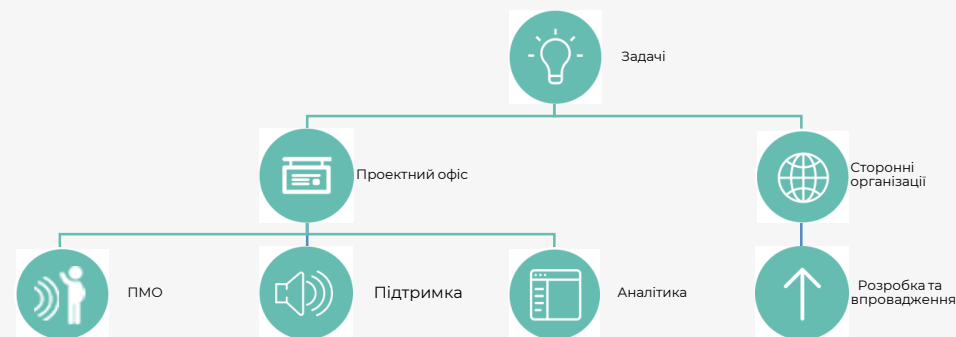 Задачі
Проектний офіс
Сторонні
організації
ПМО
Підтримка
Аналітика
Розробка та
впровадження